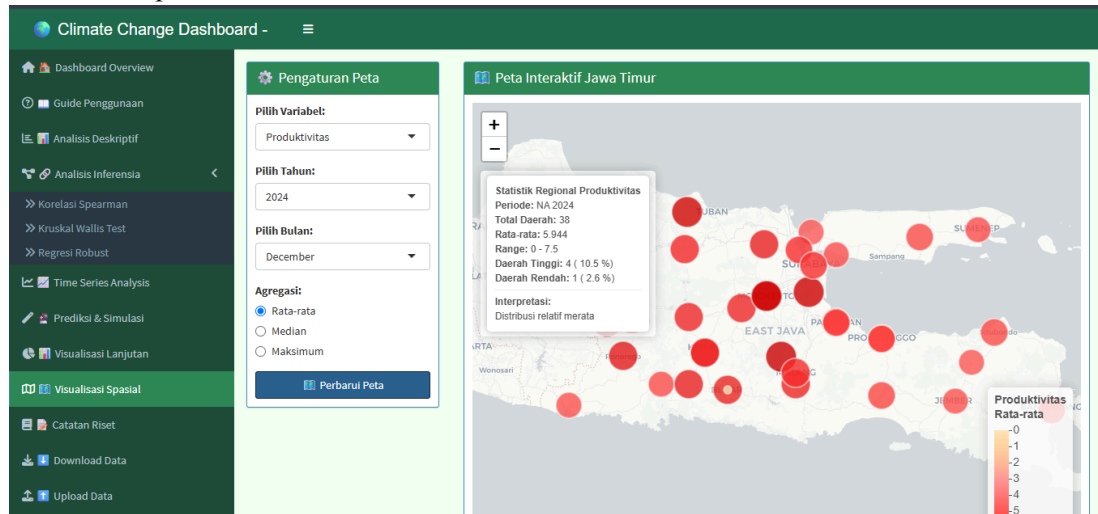 Climate Change Dashboard -
Dashboard Overview
Guide Penggunaan
Analisis Deskriptif
Analisis Inferensia
Korelasi Spearman
Kruskal Wallis Test
Regresi Robust
Time Series Analysis
Prediksi & Simulasi
Visualisasi Lanjutan
Visualisasi Spasial
Catatan Riset
Download Data
Upload Data
Pengaturan Peta
Pilih Variabel:
Produktivitas
Pilih Tahun:
2024
Pilih Bulan:
December
Agregasi:
Rata-rata
Median
Maksimum
Perbarui Peta
Peta Interaktif Jawa Timur
+
−
Statistik Regional Produktivitas
Periode: NA 2024
Total Daerah: 38
Rata-rata: 5.944
Range: 0 - 7.5
Daerah Tinggi: 4 ( 10.5 %)
Daerah Rendah: 1 ( 2.6 %)
Interpretasi:
Distribusi relatif merata
Sampang
EAST JAVA
Wonosari
Produktivitas
Rata-rata
0
1
2
3
4
5